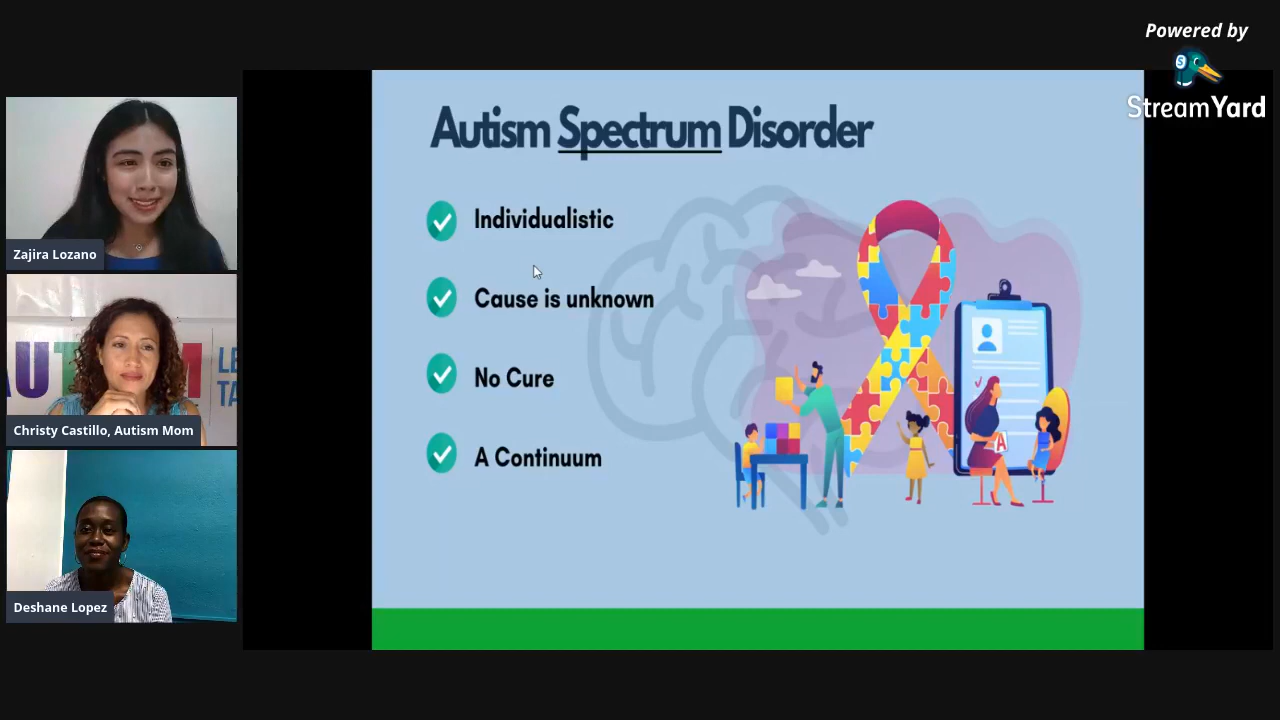 Powered by
StreamYard
Zajira Lozano
AUTISM
Christy Castillo, Autism Mom
Deshane Lopez
Autism Spectrum Disorder
Individualistic
Cause is unknown
No Cure
A Continuum
A
S